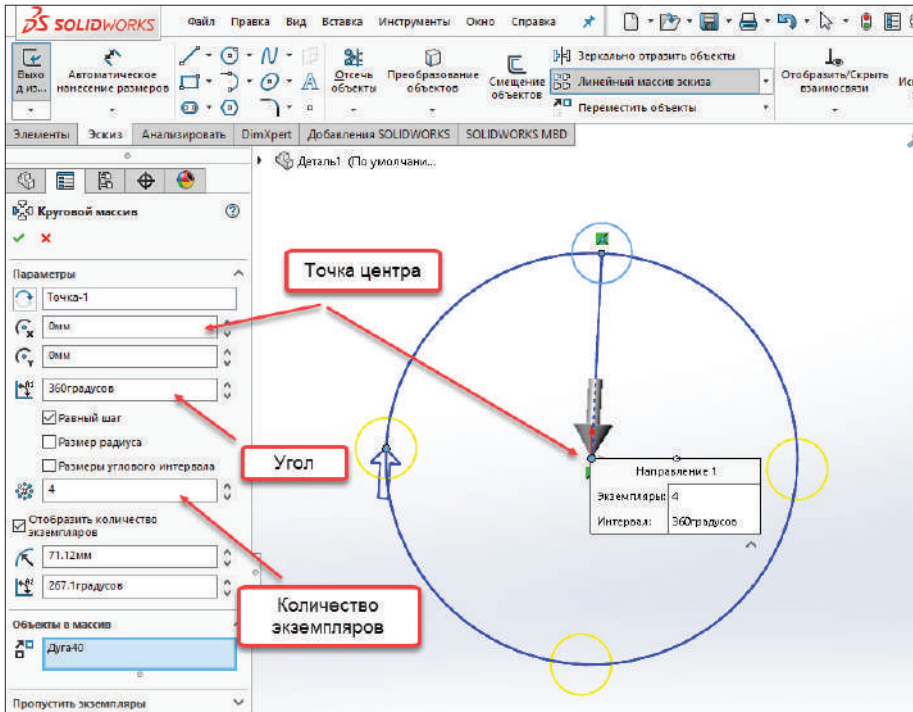 SOLIDWORKS
Файл Правка Вид Вставка Инструменты Окно Справка
Выхо
д из...
Автоматическое
нанесение размеров
Отсечь
объекты
Преобразование
объектов
Смещение
объектов
Зеркально отразить объекты
Линейный массив эскиза
Переместить объекты
Отобразить/Скрыть
взаимосвязи
Элементы Эскиз Анализировать DimXpert Добавления SOLIDWORKS SOLIDWORKS MBD
Деталь1 (По умолчани...
Круговой массив
Параметры
Точка-1
0мм
0мм
360градусов
Равный шаг
Размер радиуса
Размеры углового интервала
4
Отобразить количество
экземпляров
71.12мм
267.1градусов
Объекты в массив
Дуга40
Пропустить экземпляры
Точка центра
Угол
Количество
экземпляров
Направление 1
Экземпляры: 4
Интервал: 360градусов